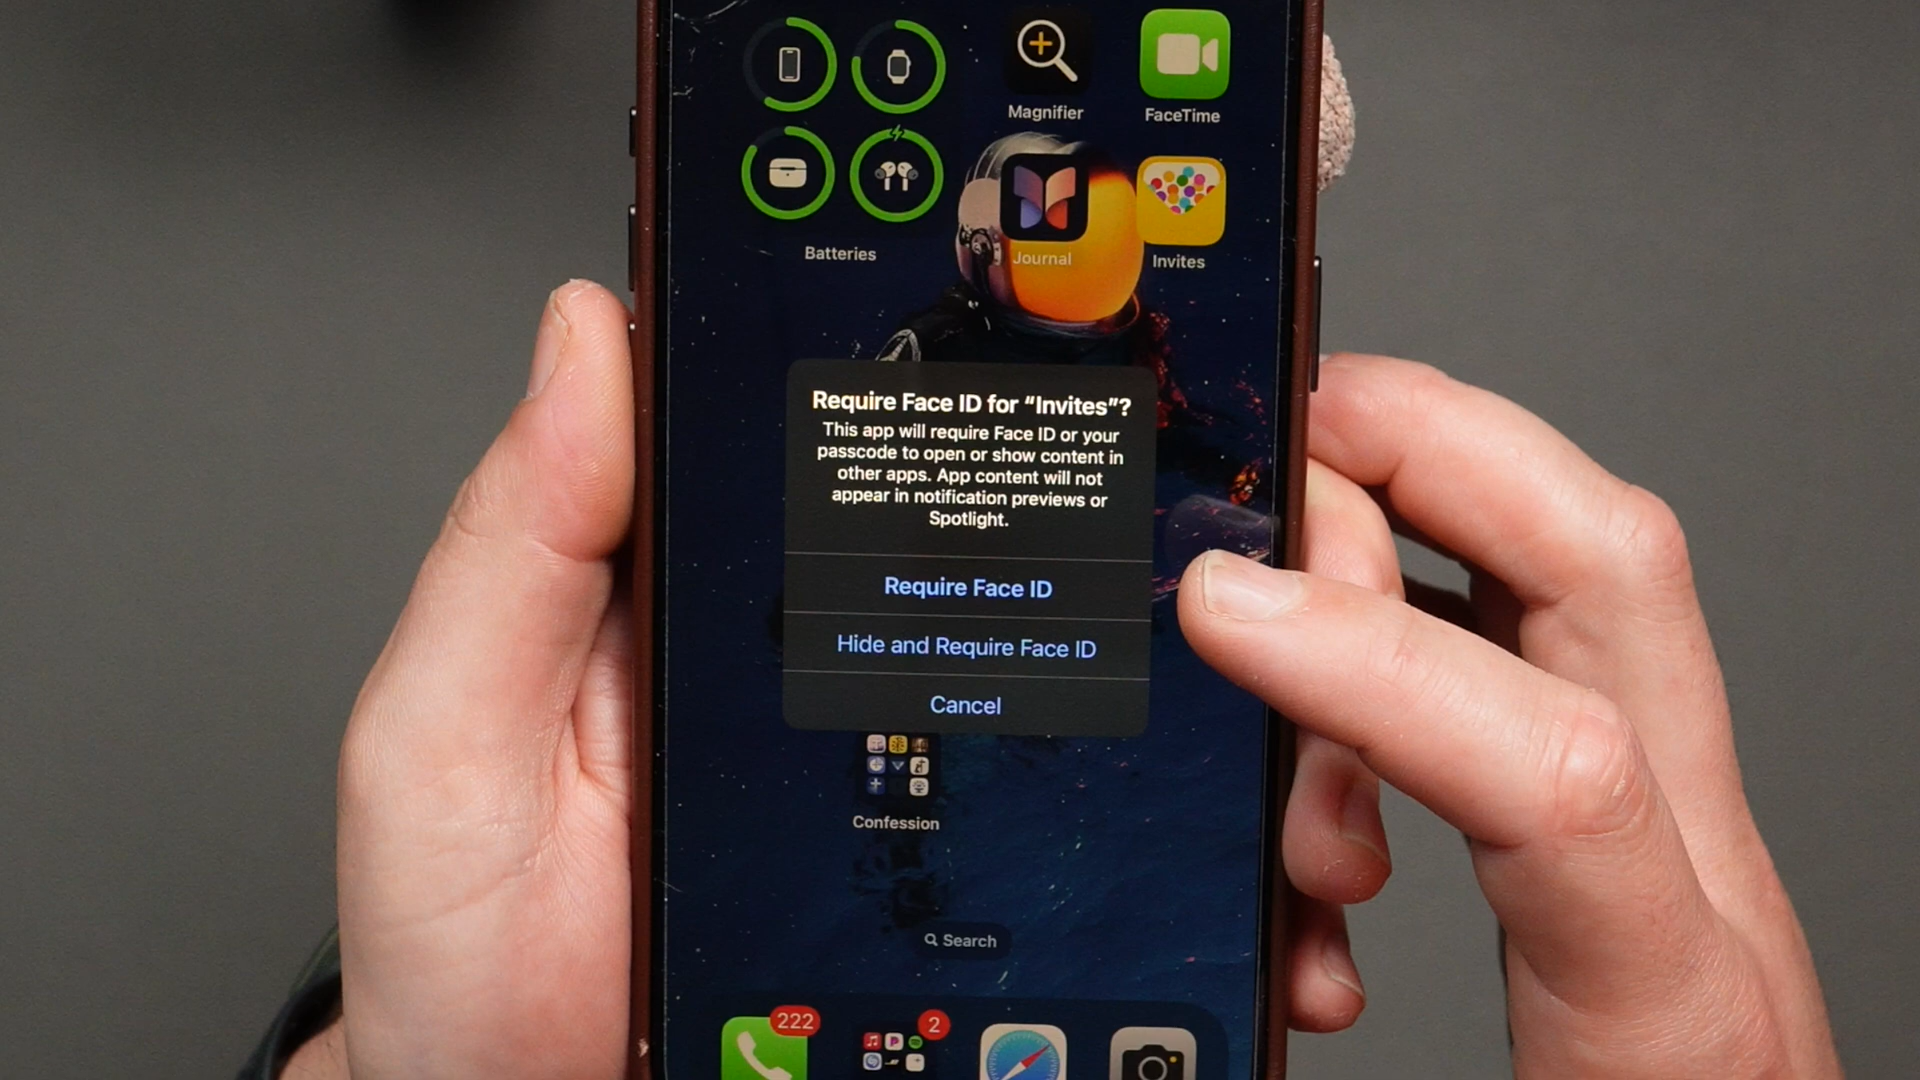 Magnifier
FaceTime
Batteries
Journal
Invites
Require Face ID for “Invites”?
This app will require Face ID or your
passcode to open or show content in
other apps. App content will not
appear in notification previews or
Spotlight.
Require Face ID
Hide and Require Face ID
Cancel
Confession
Search
222
2